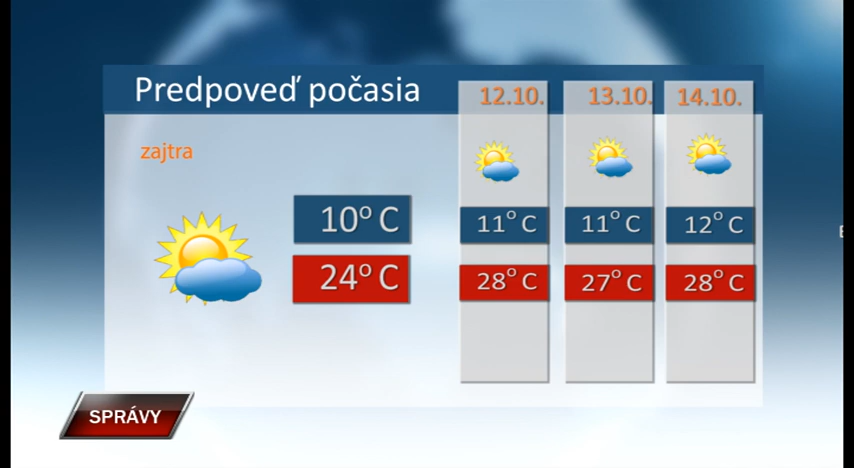 Predpoveď počasia
zajtra
10° C
24° C
12.10.
11° C
28° C
13.10.
11° C
27° C
14.10.
12° C
28° C
SPRÁVY